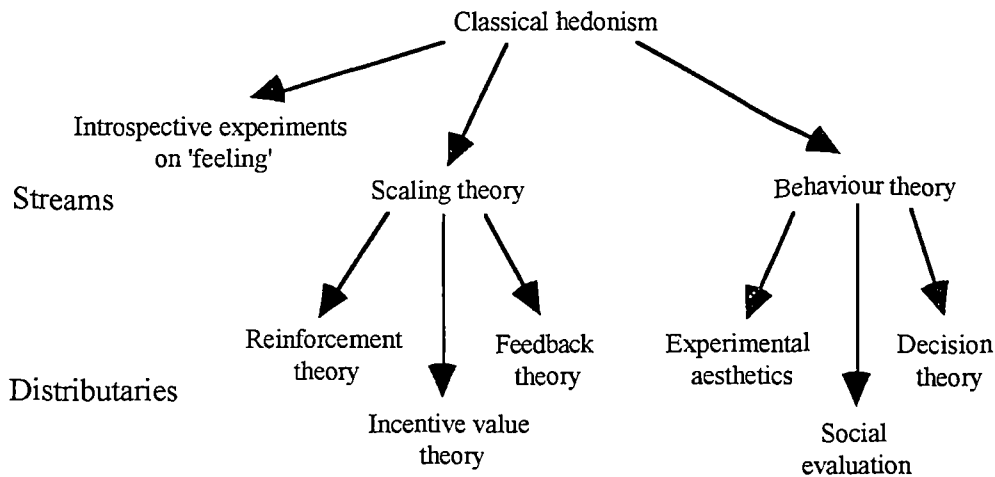 Classical hedonism
Introspective experiments
on 'feeling'
Streams
Scaling theory
Behaviour theory
Reinforcement
theory
Feedback
theory
Experimental
aesthetics
Decision
theory
Distributaries
Incentive value
theory
Social
evaluation